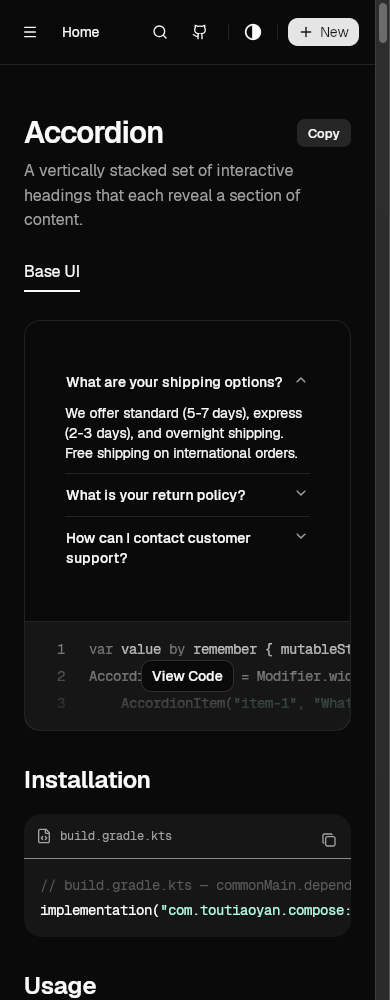 Home
New
Accordion
Copy
A vertically stacked set of interactive
headings that each reveal a section of
content.
Base UI
What are your shipping options?
We offer standard (5-7 days), express
(2-3 days), and overnight shipping.
Free shipping on international orders.
What is your return policy?
How can I contact customer
support?
1 var value by remember { mutableSt
2 Accordi = Modifier.wid
View Code
3 AccordionItem("item-1", "What
Installation
build.gradle.kts
// build.gradle.kts — commonMain.depend
implementation("com.toutiaoyan.compose:
Usage